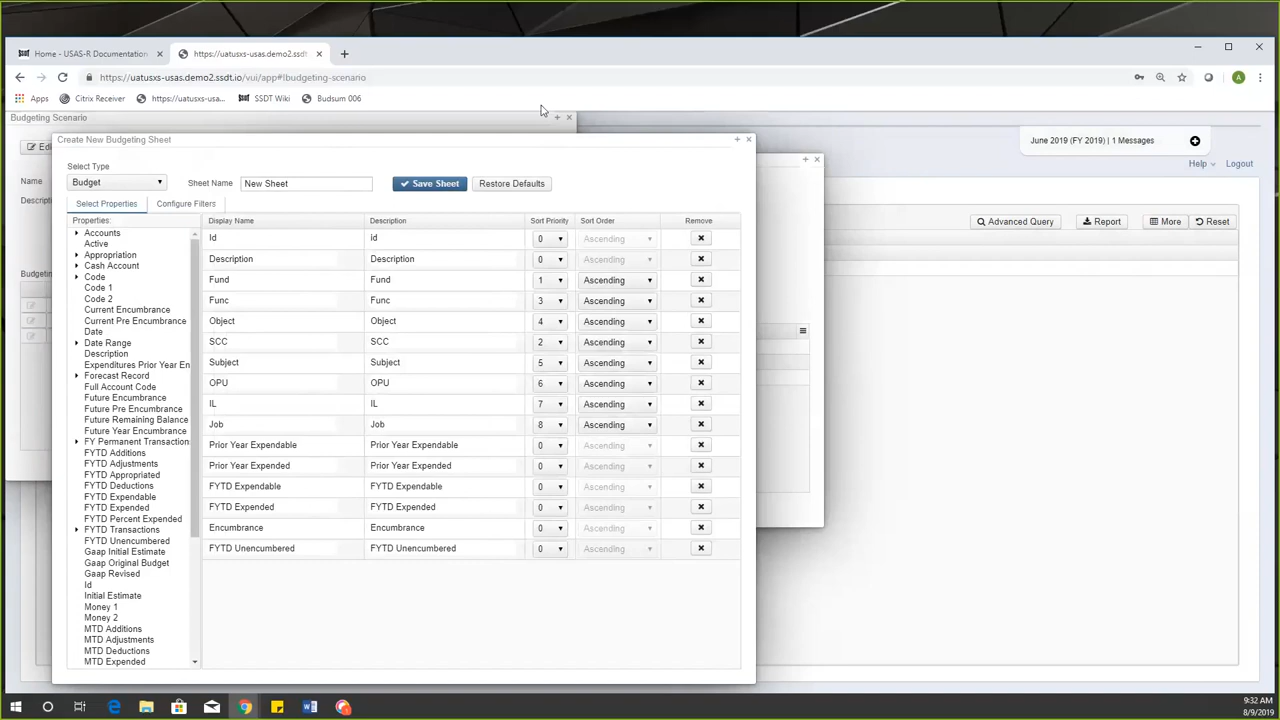 Home - USAS-R Documentation
https://uatusxs-usas.demo2.ssdt
https://uatusxs-usas.demo2.ssdt.io/vui/app#!budgeting-scenario
Apps Citrix Receiver https://uatusxs-usa... SSDT Wiki Budsum 006
Budgeting Scenario
Create New Budgeting Sheet
June 2019 (FY 2019) | 1 Messages
Edi
Help Logout
Select Type
Name
Budget Sheet Name New Sheet Save Sheet Restore Defaults
Descript
Select Properties Configure Filters
Properties: Display Name Description Sort Priority Sort Order Remove
Advanced Query Report More Reset
Budgeting
Id id 0 Ascending
Description Description 0 Ascending
Fund Fund 1 Ascending
Func Func 3 Ascending
Object Object 4 Ascending
SCC SCC 2 Ascending
Subject Subject 5 Ascending
OPU OPU 6 Ascending
IL IL 7 Ascending
Job Job 8 Ascending
Prior Year Expendable Prior Year Expendable 0 Ascending
Prior Year Expended Prior Year Expended 0 Ascending
FYTD Expendable FYTD Expendable 0 Ascending
FYTD Expended FYTD Expended 0 Ascending
Encumbrance Encumbrance 0 Ascending
FYTD Unencumbered FYTD Unencumbered 0 Ascending
Accounts
Active
Appropriation
Cash Account
Code
Code 1
Code 2
Current Encumbrance
Current Pre Encumbrance
Date
Date Range
Description
Expenditures Prior Year En
Forecast Record
Full Account Code
Future Encumbrance
Future Pre Encumbrance
Future Remaining Balance
Future Year Encumbrance
FY Permanent Transaction
FYTD Additions
FYTD Adjustments
FYTD Appropriated
FYTD Deductions
FYTD Expendable
FYTD Expended
FYTD Percent Expended
FYTD Transactions
FYTD Unencumbered
Gaap Initial Estimate
Gaap Original Budget
Gaap Revised
Id
Initial Estimate
Money 1
Money 2
MTD Additions
MTD Adjustments
MTD Deductions
MTD Expended
9:32 AM
8/9/2019